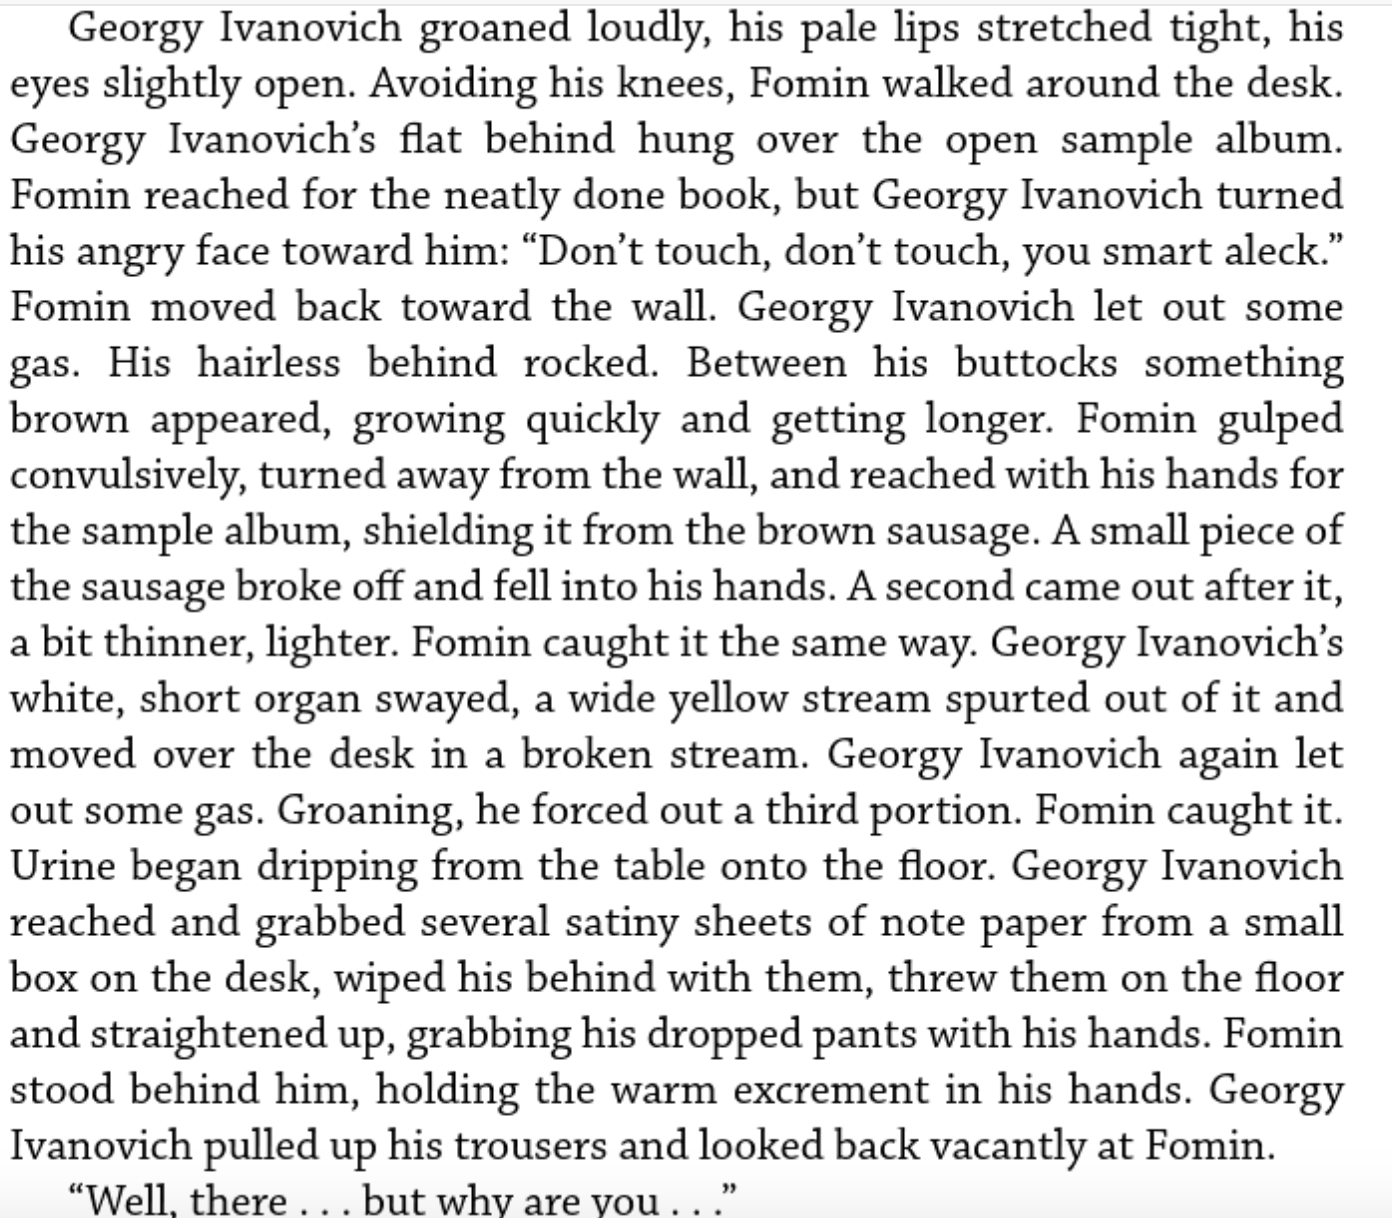 Georgy Ivanovich groaned loudly, his pale lips stretched tight, his
eyes slightly open. Avoiding his knees, Fomin walked around the desk.
Georgy Ivanovich’s flat behind hung over the open sample album.
Fomin reached for the neatly done book, but Georgy Ivanovich turned
his angry face toward him: “Don’t touch, don’t touch, you smart aleck.”
Fomin moved back toward the wall. Georgy Ivanovich let out some
gas. His hairless behind rocked. Between his buttocks something
brown appeared, growing quickly and getting longer. Fomin gulped
convulsively, turned away from the wall, and reached with his hands for
the sample album, shielding it from the brown sausage. A small piece of
the sausage broke off and fell into his hands. A second came out after it,
a bit thinner, lighter. Fomin caught it the same way. Georgy Ivanovich’s
white, short organ swayed, a wide yellow stream spurted out of it and
moved over the desk in a broken stream. Georgy Ivanovich again let
out some gas. Groaning, he forced out a third portion. Fomin caught it.
Urine began dripping from the table onto the floor. Georgy Ivanovich
reached and grabbed several satiny sheets of note paper from a small
box on the desk, wiped his behind with them, threw them on the floor
and straightened up, grabbing his dropped pants with his hands. Fomin
stood behind him, holding the warm excrement in his hands. Georgy
Ivanovich pulled up his trousers and looked back vacantly at Fomin.
“Well, there . . . but why are you . . .”